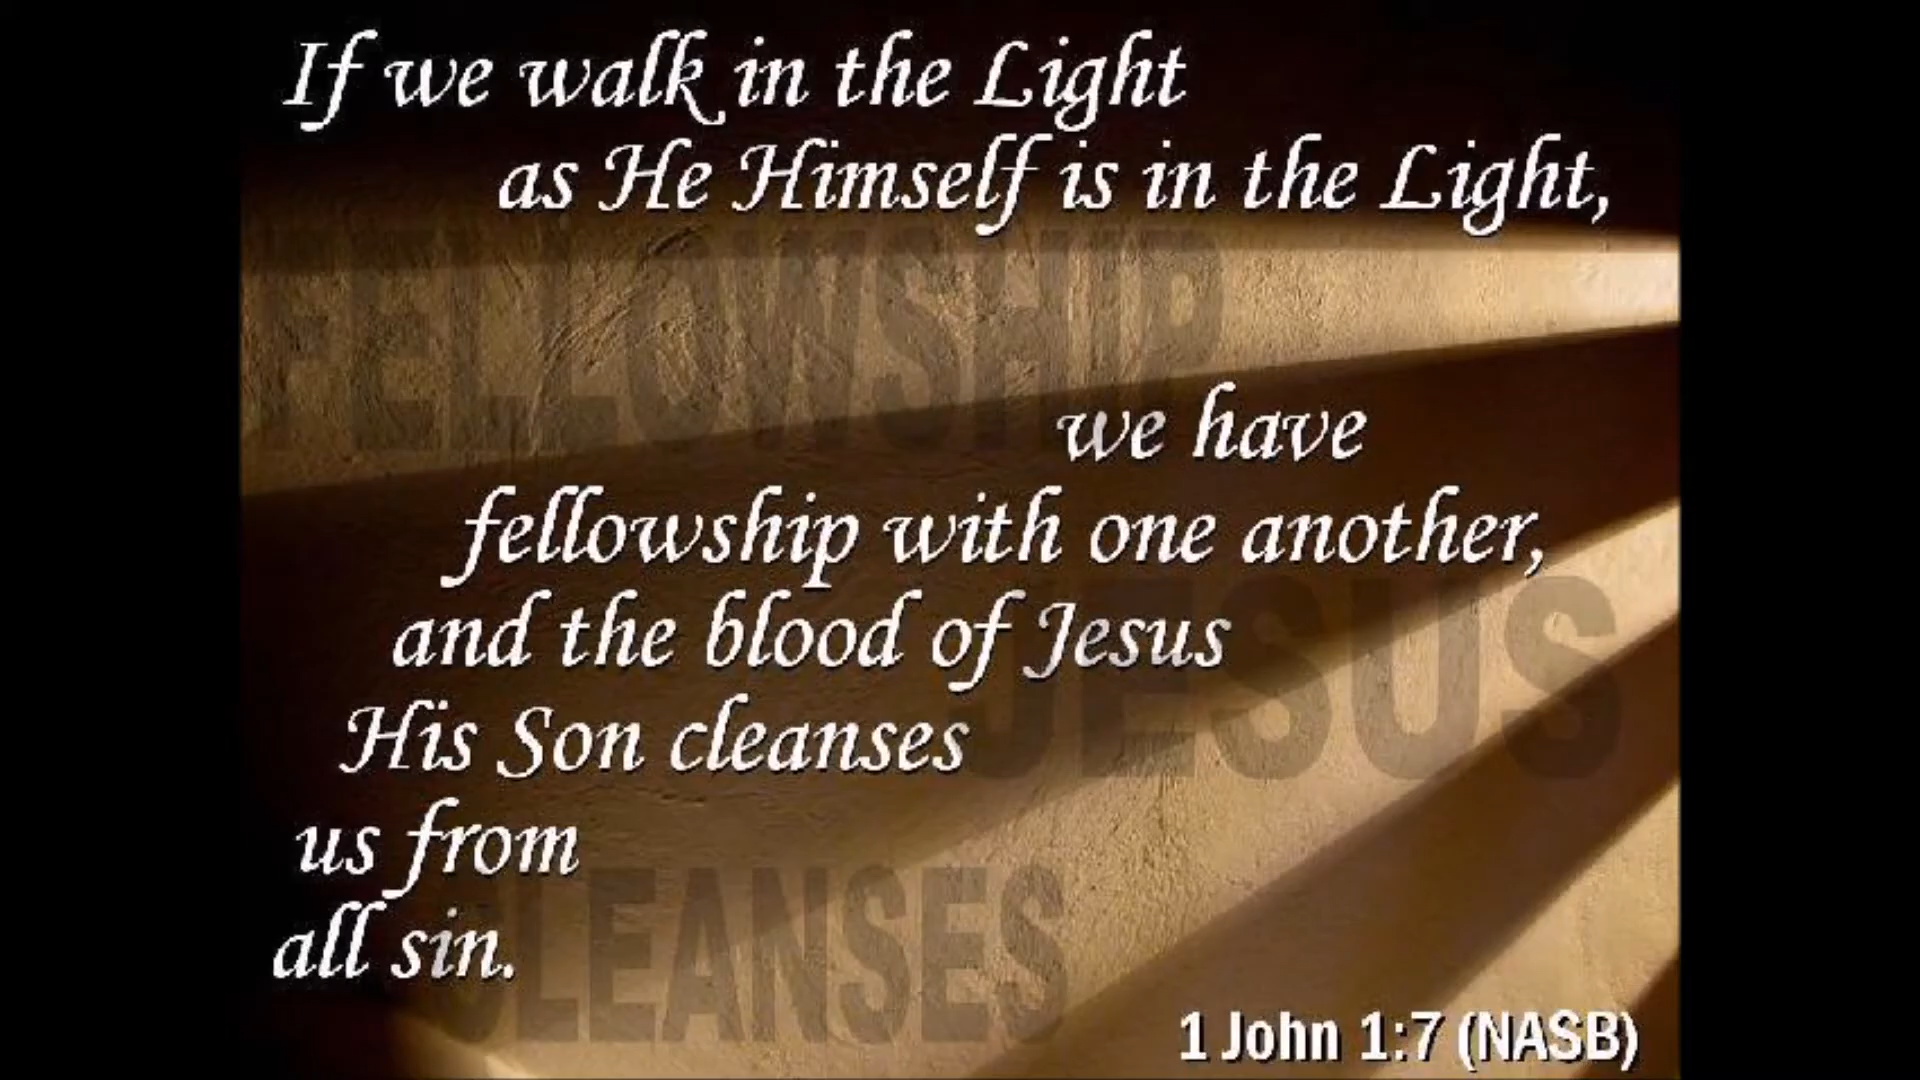 If we walk in the Light
as He Himself is in the Light,
FELLOWSHIP
we have
fellowship with one another,
and the blood of Jesus
JESUS
His Son cleanses
us from
all sin.
CLEANSES
1 John 1:7 (NASB)